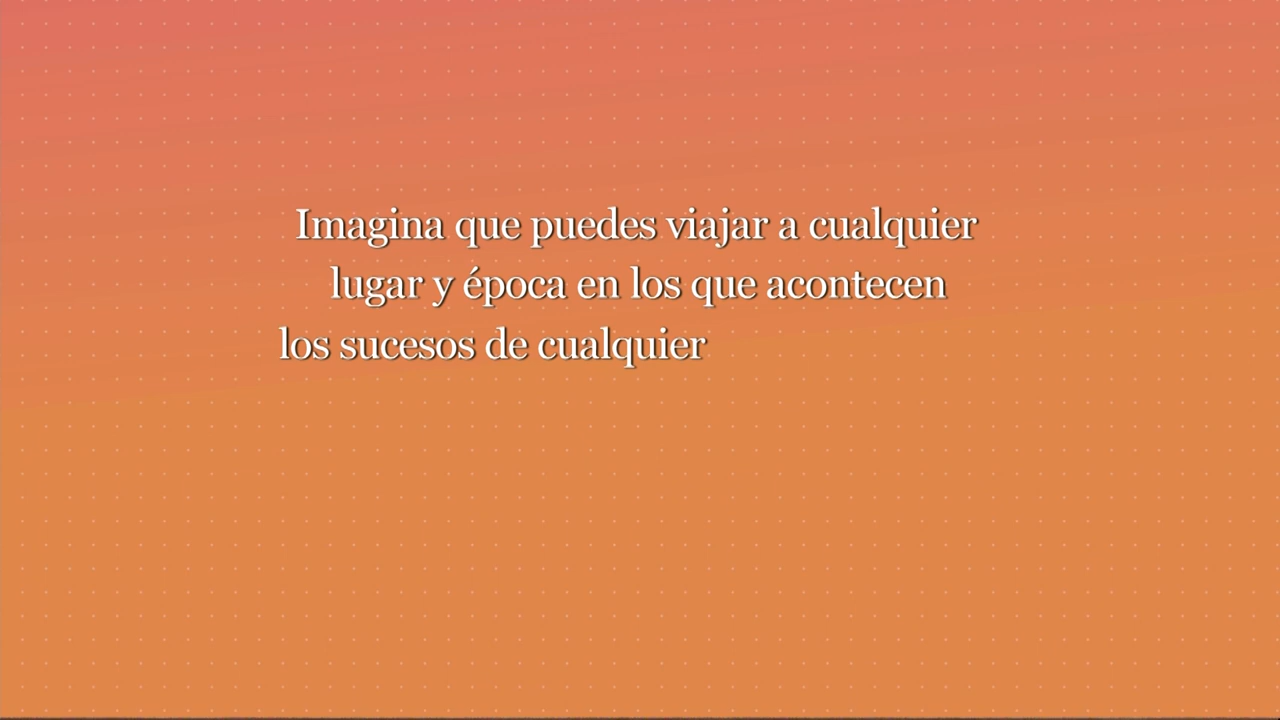 Imagina que puedes viajar a cualquier
lugar y época en los que acontecen
los sucesos de cualquier